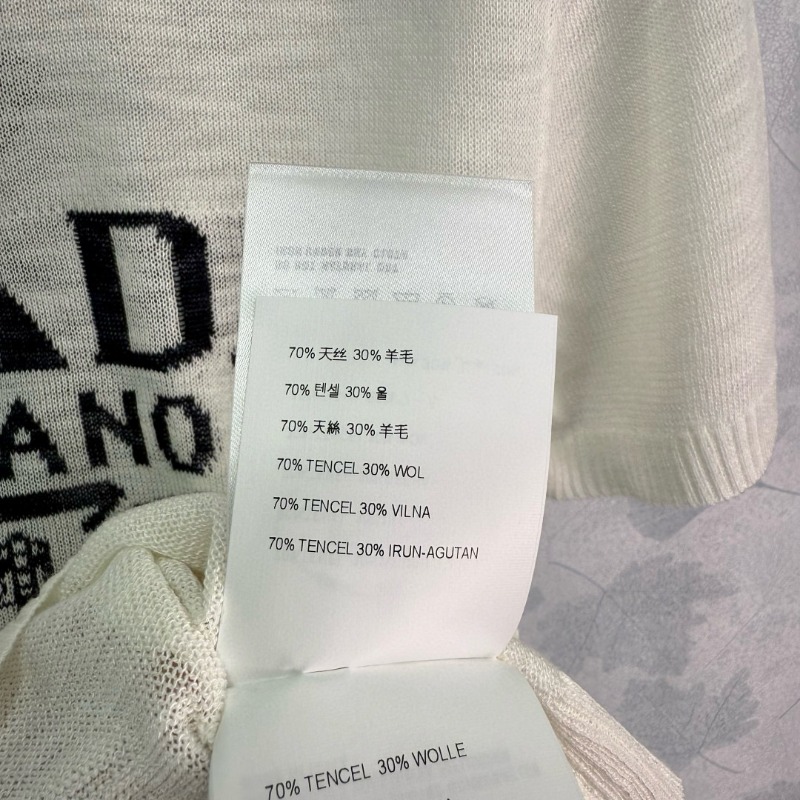 D
ANO
70% 天丝 30% 羊毛
70% 텐셀 30% 울
70% 天絲 30% 羊毛
70% TENCEL 30% WOL
70% TENCEL 30% VILNA
70% TENCEL 30% IRUN-AGUTAN
70% TENCEL 30% WOLLE